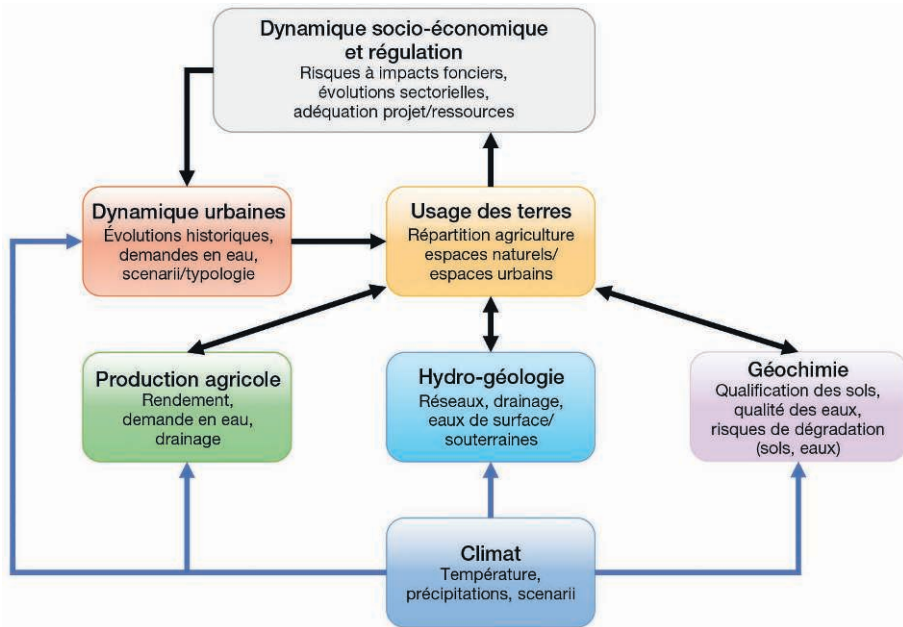 Dynamique socio-économique
et régulation
Risques à impacts fonciers,
évolutions sectorielles,
adéquation projet/ressources
Dynamique urbaines
Évolutions historiques,
demandes en eau,
scenarii/typologie
Usage des terres
Répartition agriculture
espaces naturels/
espaces urbains
Production agricole
Rendement,
demande en eau,
drainage
Hydro-géologie
Réseaux, drainage,
eaux de surface/
souterraines
Géochimie
Qualification des sols,
qualité des eaux,
risques de dégradation
(sols, eaux)
Climat
Température,
précipitations, scenarii